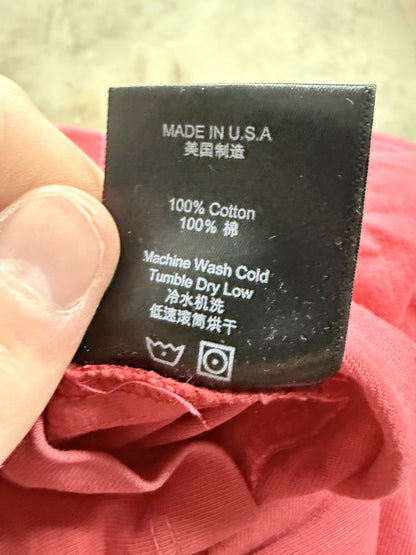 MADE IN U.S.A
美国制造
100% Cotton
100% 棉
Machine Wash Cold
Tumble Dry Low
冷水机洗
低速滚筒烘干